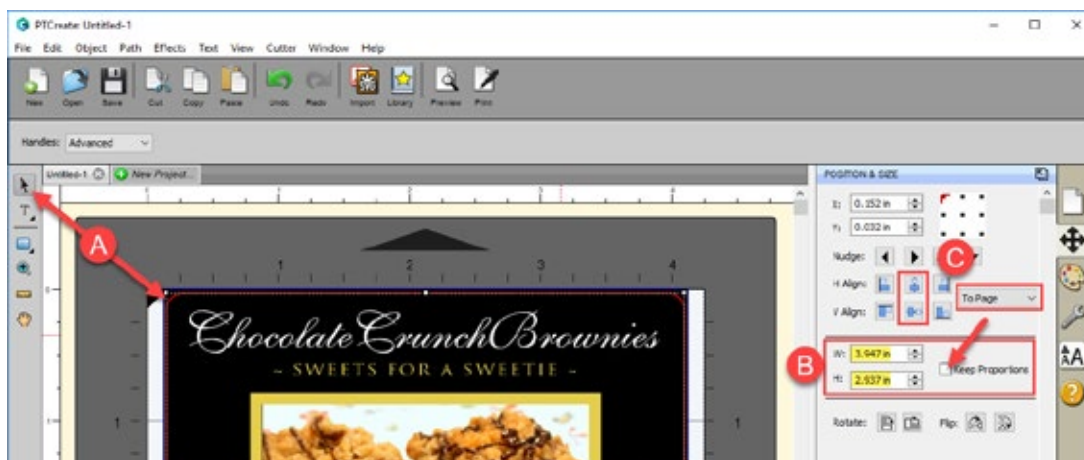 PTCreate: Untitled-1
File Edit Object Path Effects Text View Cutter Window Help
New Open Save Cut Copy Paste Undo Redo Import Library Preview Print
Handles: Advanced
Untitled-1 New Project...
POSITION & SIZE
X: 0.152 in
Y: 0.032 in
Nudge:
H Align:
To Page
V Align:
W: 3.947 in
H: 2.937 in
Keep Proportions
Rotate: Flip:
A
B
C
T
AA
?
1 2 3 4
Chocolate Crunch Brownies
~ SWEETS FOR A SWEETIE ~
1 1